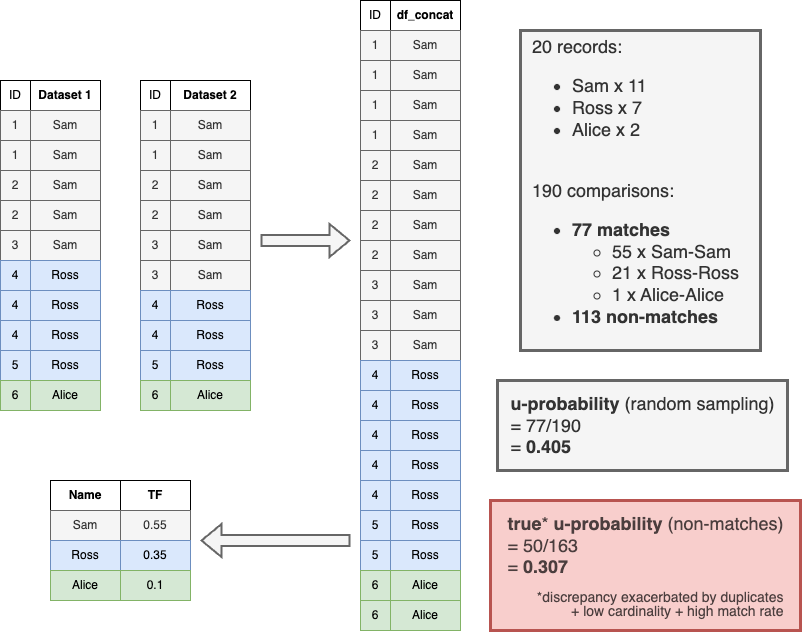 ID Dataset 1
1 Sam
1 Sam
2 Sam
2 Sam
3 Sam
4 Ross
4 Ross
4 Ross
5 Ross
6 Alice
ID Dataset 2
1 Sam
1 Sam
2 Sam
2 Sam
3 Sam
3 Sam
4 Ross
4 Ross
5 Ross
6 Alice
ID df_concat
1 Sam
1 Sam
1 Sam
1 Sam
2 Sam
2 Sam
2 Sam
2 Sam
3 Sam
3 Sam
3 Sam
4 Ross
4 Ross
4 Ross
4 Ross
4 Ross
5 Ross
5 Ross
6 Alice
6 Alice
Name TF
Sam 0.55
Ross 0.35
Alice 0.1
20 records:
• Sam x 11
• Ross x 7
• Alice x 2
190 comparisons:
• 77 matches
○ 55 x Sam-Sam
○ 21 x Ross-Ross
○ 1 x Alice-Alice
• 113 non-matches
u-probability (random sampling)
= 77/190
= 0.405
true* u-probability (non-matches)
= 50/163
= 0.307
*discrepancy exacerbated by duplicates
+ low cardinality + high match rate